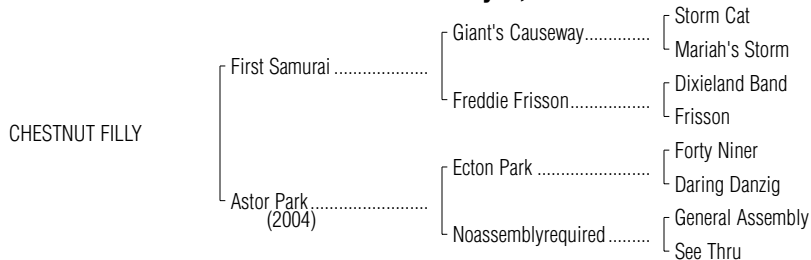 Storm Cat
Giant's Causeway..............
Mariah's Storm
First Samurai .....................
Dixieland Band
Freddie Frisson.................
Frisson
CHESTNUT FILLY
Forty Niner
Ecton Park ........................
Daring Danzig
Astor Park..........................
(2004)
General Assembly
Noassemblyrequired .........
See Thru